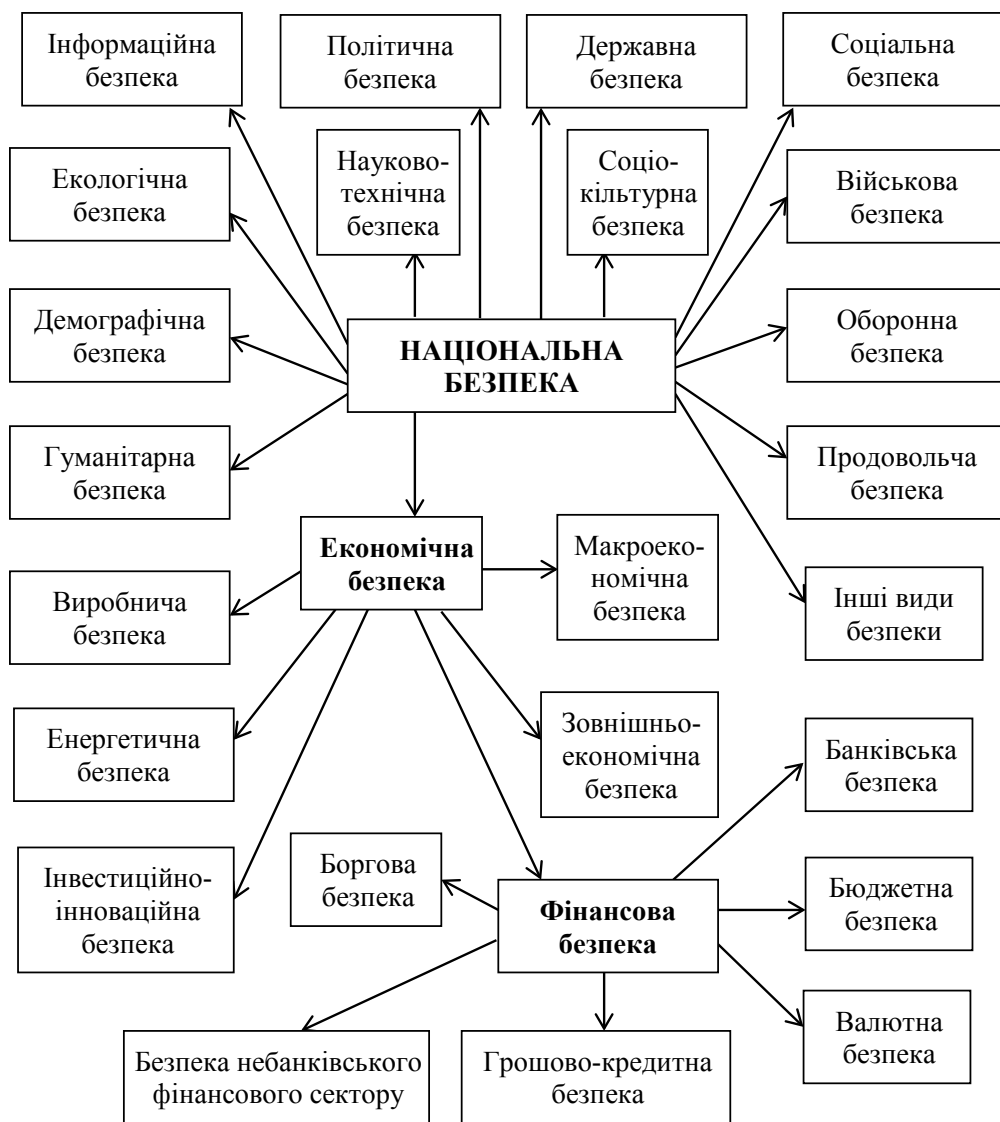 Інформаційна
безпека
Політична
безпека
Державна
безпека
Соціальна
безпека
Науково-
технічна
безпека
Соціо-
кільтурна
безпека
Екологічна
безпека
Військова
безпека
Демографічна
безпека
НАЦІОНАЛЬНА
БЕЗПЕКА
Оборонна
безпека
Гуманітарна
безпека
Продовольча
безпека
Економічна
безпека
Макроеко-
номічна
безпека
Виробнича
безпека
Інші види
безпеки
Енергетична
безпека
Зовнішньо-
економічна
безпека
Банківська
безпека
Інвестиційно-
інноваційна
безпека
Боргова
безпека
Фінансова
безпека
Бюджетна
безпека
Валютна
безпека
Безпека небанківського
фінансового сектору
Грошово-кредитна
безпека